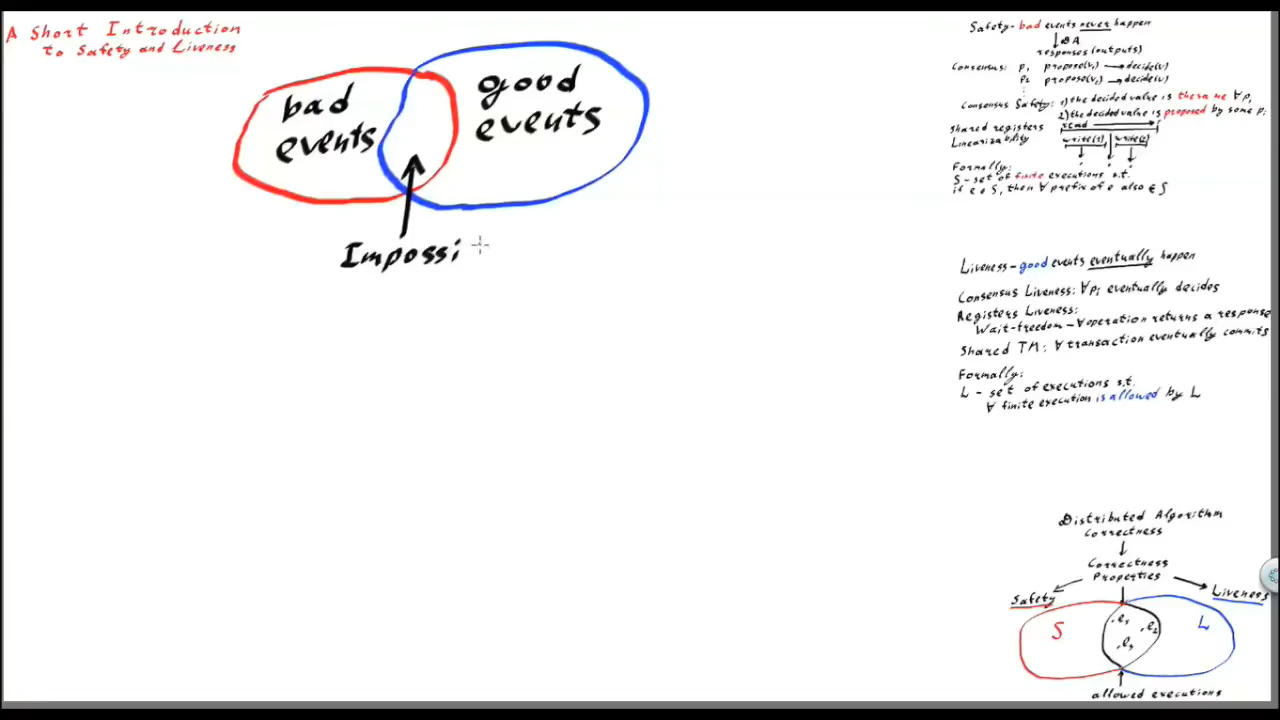 A Short Introduction
to Safety and Liveness
bad
events
good
events
Impossi
Safety - bad events never happen
DA
responses (outputs)
Consensus: P₁ propose(v₁) → decide(v)
P₂ propose(v₂) → decide(v)
Consensus Safety: 1) the decided value is the same ∀pᵢ
2) the decided value is proposed by some pᵢ
Shared registers read
Linearizability write(1) write(2)
Formally:
S - set of finite executions s.t.
if e ∈ S, then ∀ prefix of e also ∈ S
Liveness - good events eventually happen
Consensus Liveness: ∀pᵢ eventually decides
Registers Liveness:
Wait-freedom - ∀ operation returns a response
Shared TM: ∀ transaction eventually commits
Formally:
L - set of executions s.t.
∀ finite execution is allowed by L
Distributed Algorithm
Correctness
Correctness
Properties
Safety Liveness
S .e₁ .e₂ .e₃ L
allowed executions